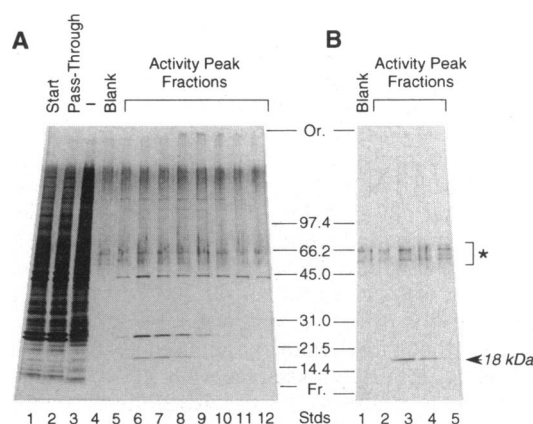 A
B
Start
Pass-Through
–
Blank
Activity Peak
Fractions
Blank
Activity Peak
Fractions
Or.
97.4
66.2
45.0
31.0
21.5
14.4
Fr.
*
18 kDa
1 2 3 4 5 6 7 8 9 10 11 12 Stds 1 2 3 4 5